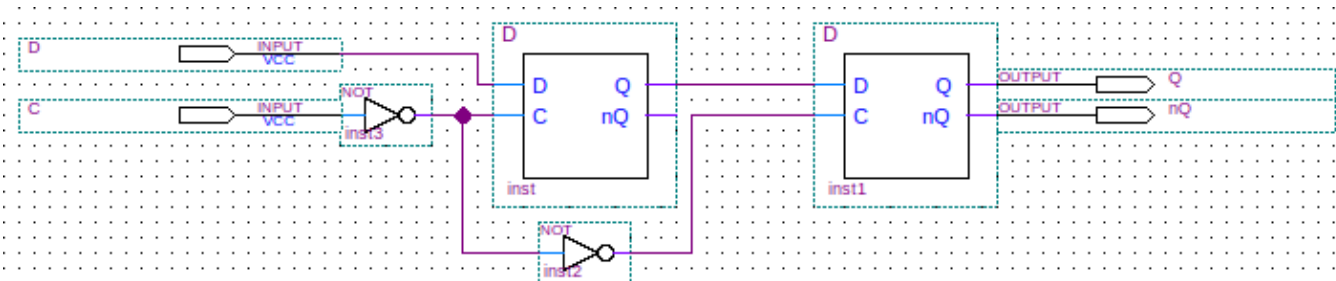 D
INPUT
VCC
C
INPUT
VCC
NOT
inst3
D
D
Q
C
nQ
inst
NOT
inst2
D
D
Q
C
nQ
inst1
OUTPUT
Q
OUTPUT
nQ